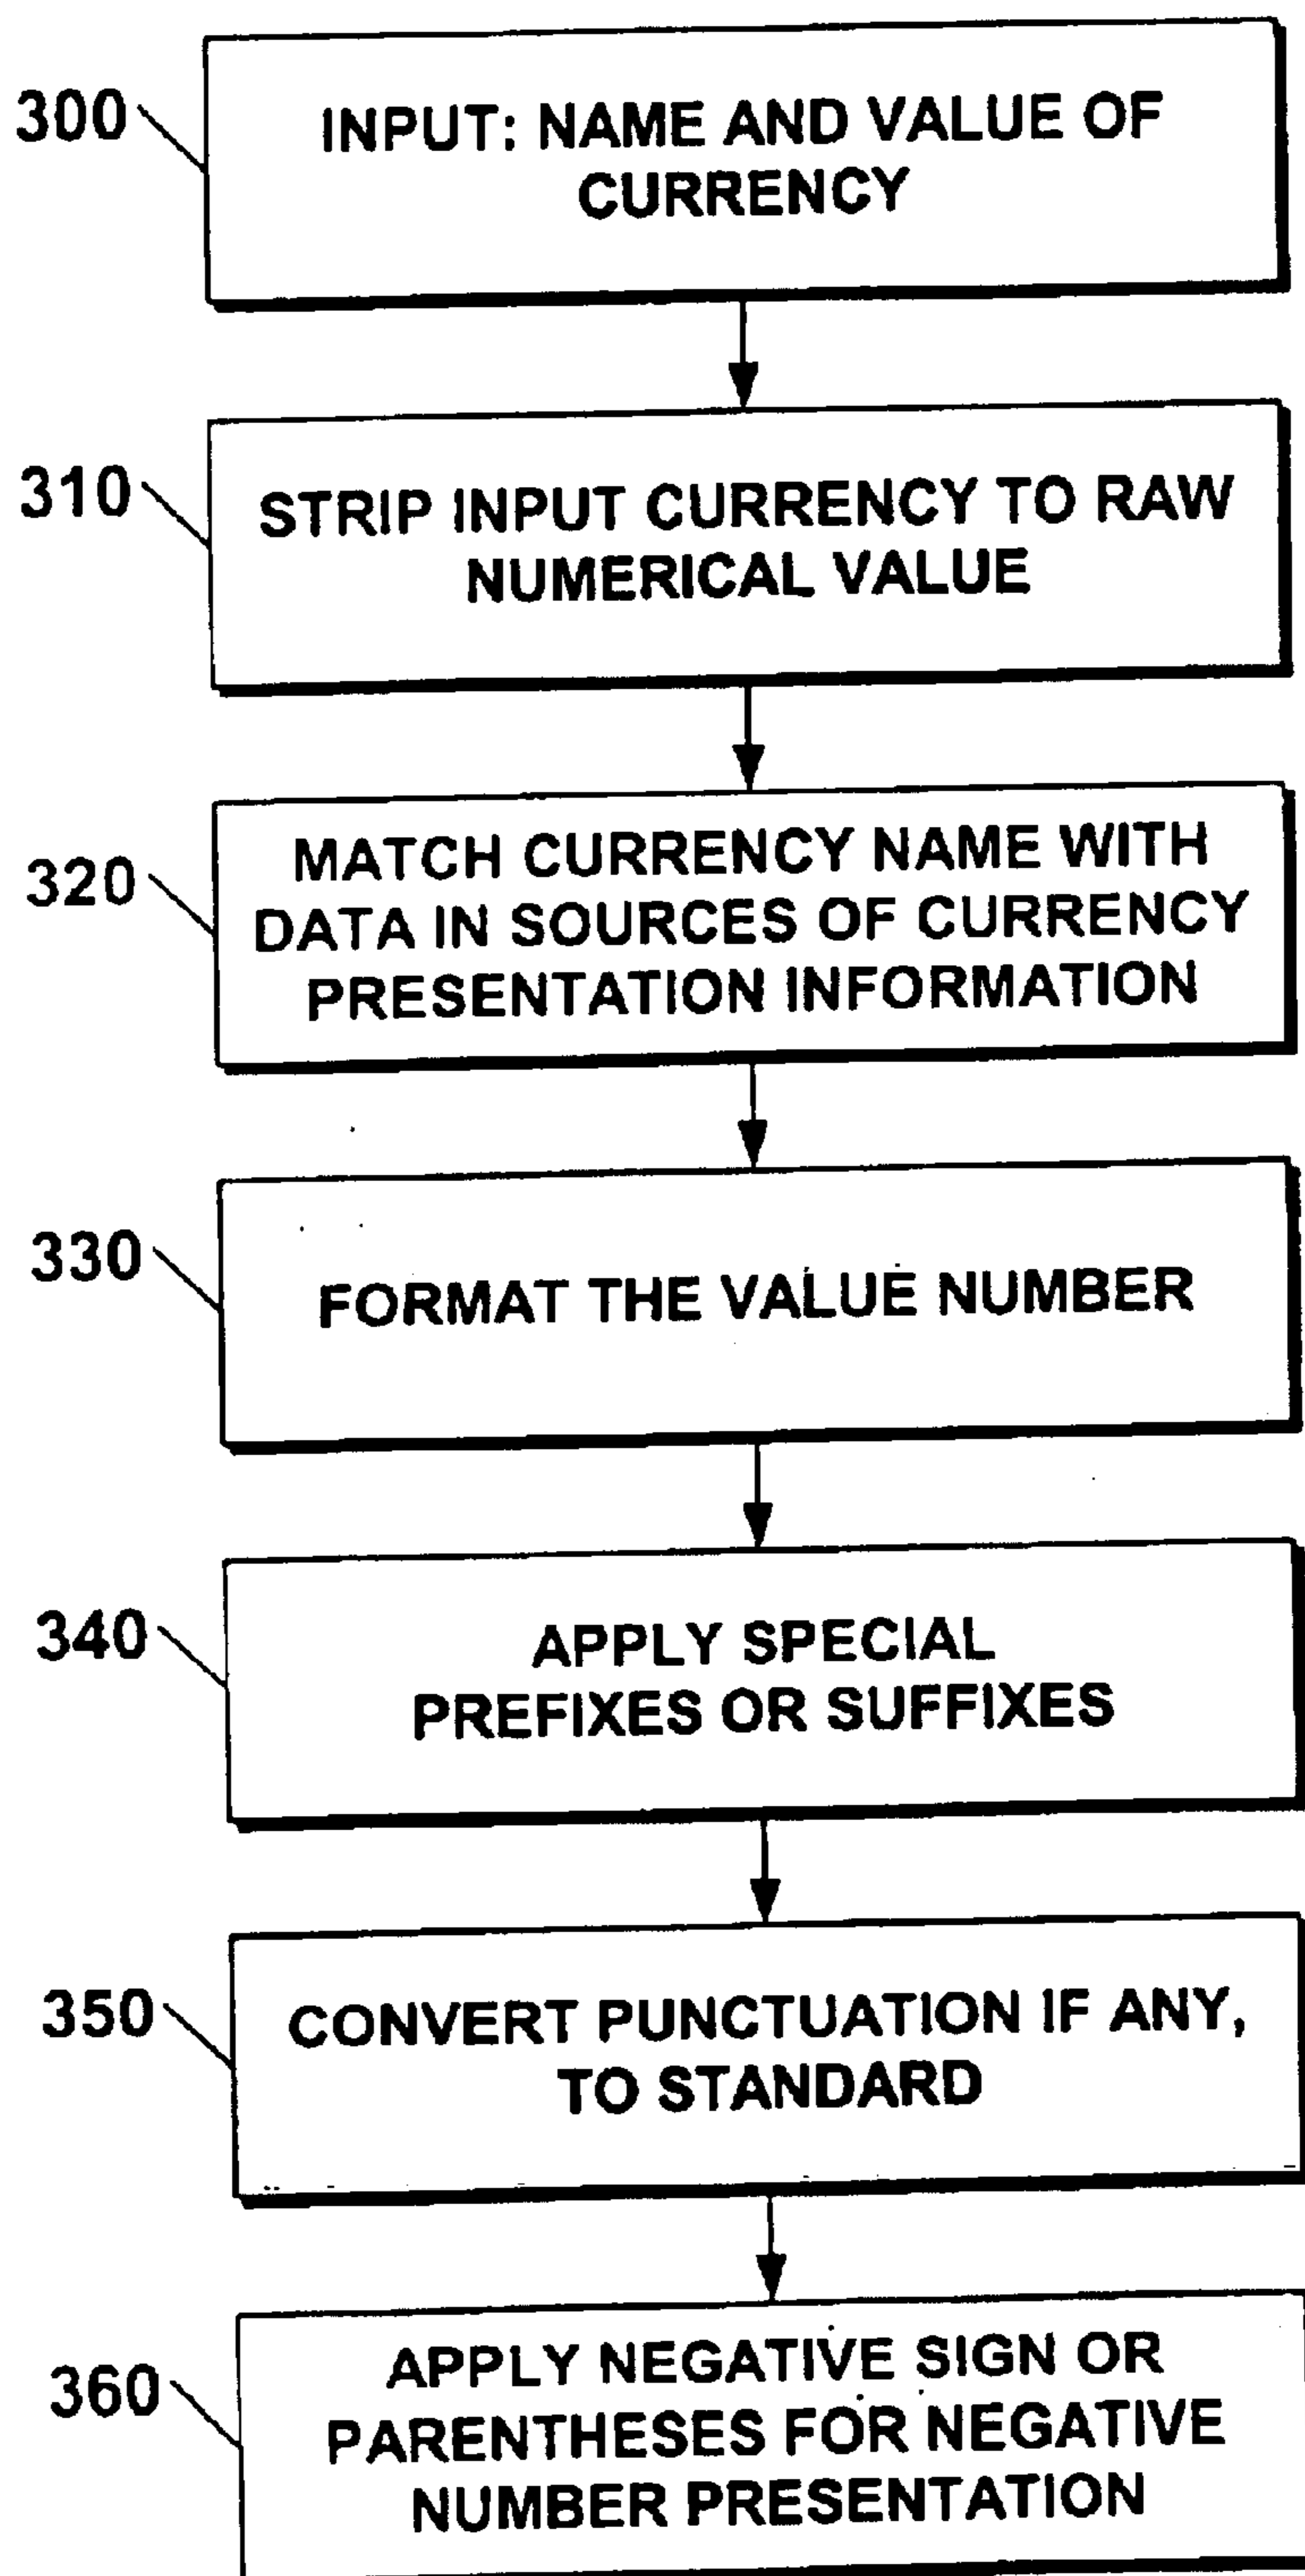 300
INPUT: NAME AND VALUE OF
CURRENCY
310
STRIP INPUT CURRENCY TO RAW
NUMERICAL VALUE
320
MATCH CURRENCY NAME WITH
DATA IN SOURCES OF CURRENCY
PRESENTATION INFORMATION
330
FORMAT THE VALUE NUMBER
340
APPLY SPECIAL
PREFIXES OR SUFFIXES
350
CONVERT PUNCTUATION IF ANY,
TO STANDARD
360
APPLY NEGATIVE SIGN OR
PARENTHESES FOR NEGATIVE
NUMBER PRESENTATION